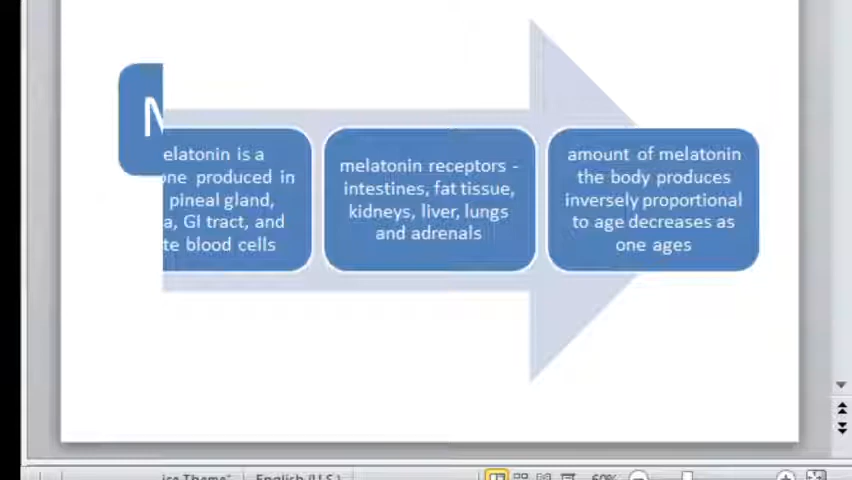 elatonin is a
one produced in
pineal gland,
a, GI tract, and
te blood cells
melatonin receptors -
intestines, fat tissue,
kidneys, liver, lungs
and adrenals
amount of melatonin
the body produces
inversely proportional
to age decreases as
one ages
English (U.S.)
60%